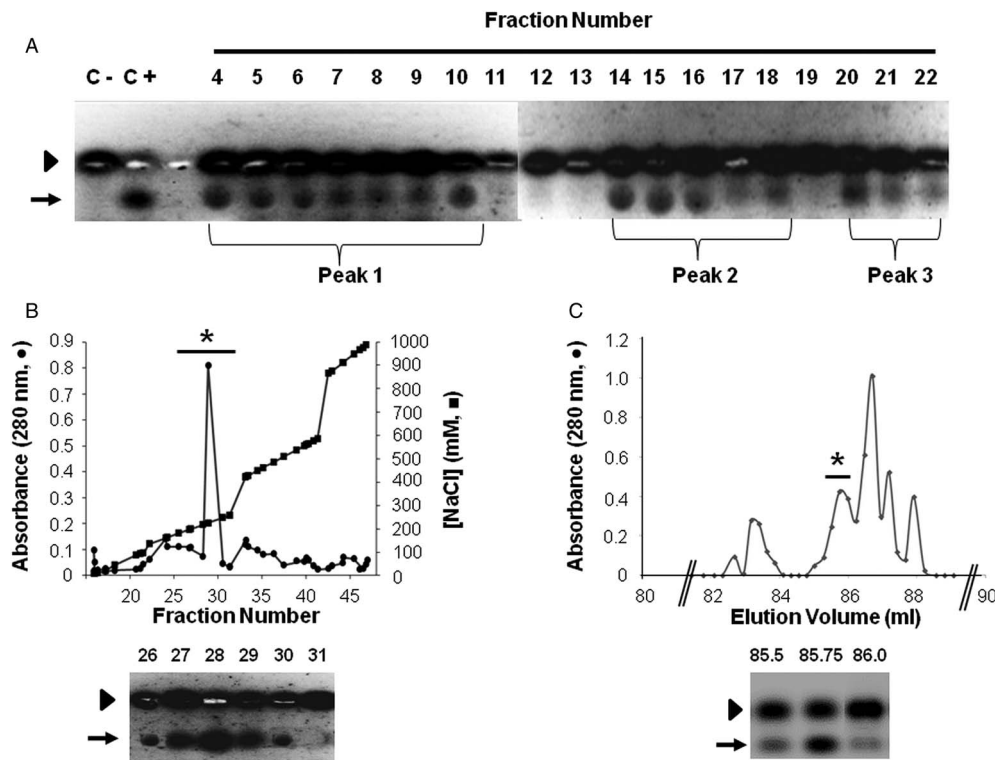 Fraction Number
A
C - C + 4 5 6 7 8 9 10 11 12 13 14 15 16 17 18 19 20 21 22
Peak 1 Peak 2 Peak 3
B
*
0.9
0.8
0.7
0.6
0.5
0.4
0.3
0.2
0.1
0
Absorbance (280 nm, ●)
1000
900
800
700
600
500
400
300
200
100
0
[NaCl] (mM, ■)
20 25 30 35 40 45
Fraction Number
26 27 28 29 30 31
C
*
1.2
1.0
0.8
0.6
0.4
0.2
0
Absorbance (280 nm, ●)
80 82 84 86 88 90
Elution Volume (ml)
85.5 85.75 86.0